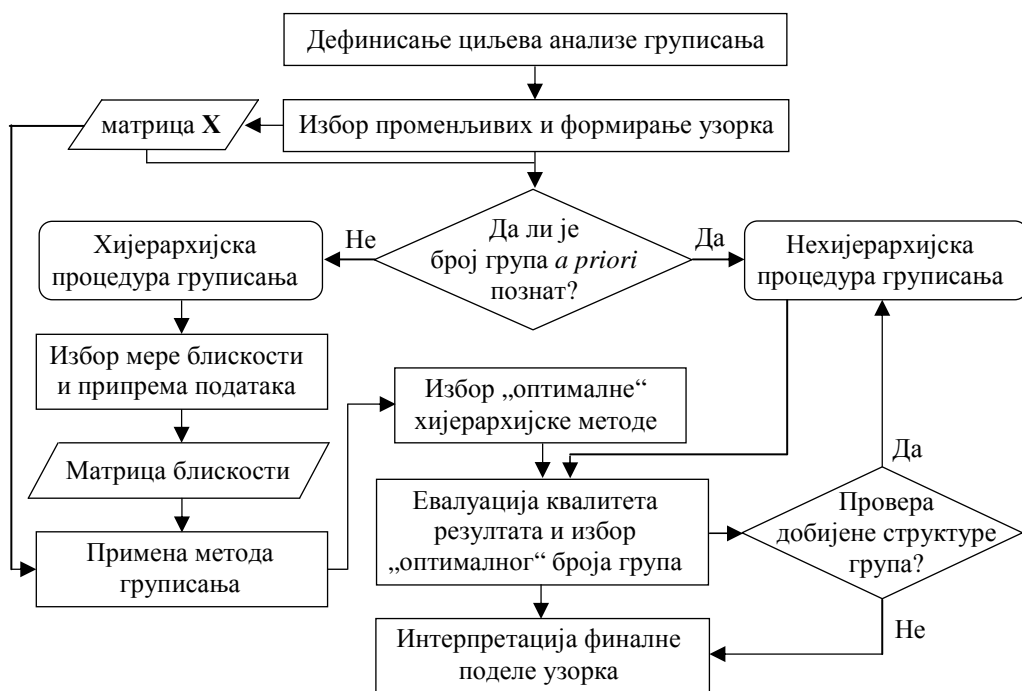 Дефинисање циљева анализе груписања
матрица X
Избор променљивих и формирање узорка
Хијерархијска
процедура груписања
Не
Да ли је
број група a priori
познат?
Да
Нехијерархијска
процедура груписања
Избор мере блискости
и припрема података
Избор „оптималне“
хијерархијске методе
Матрица блискости
Да
Примена метода
груписања
Евалуација квалитета
резултата и избор
„оптималног“ броја група
Провера
добијене структуре
група?
Не
Интерпретација финалне
поделе узорка